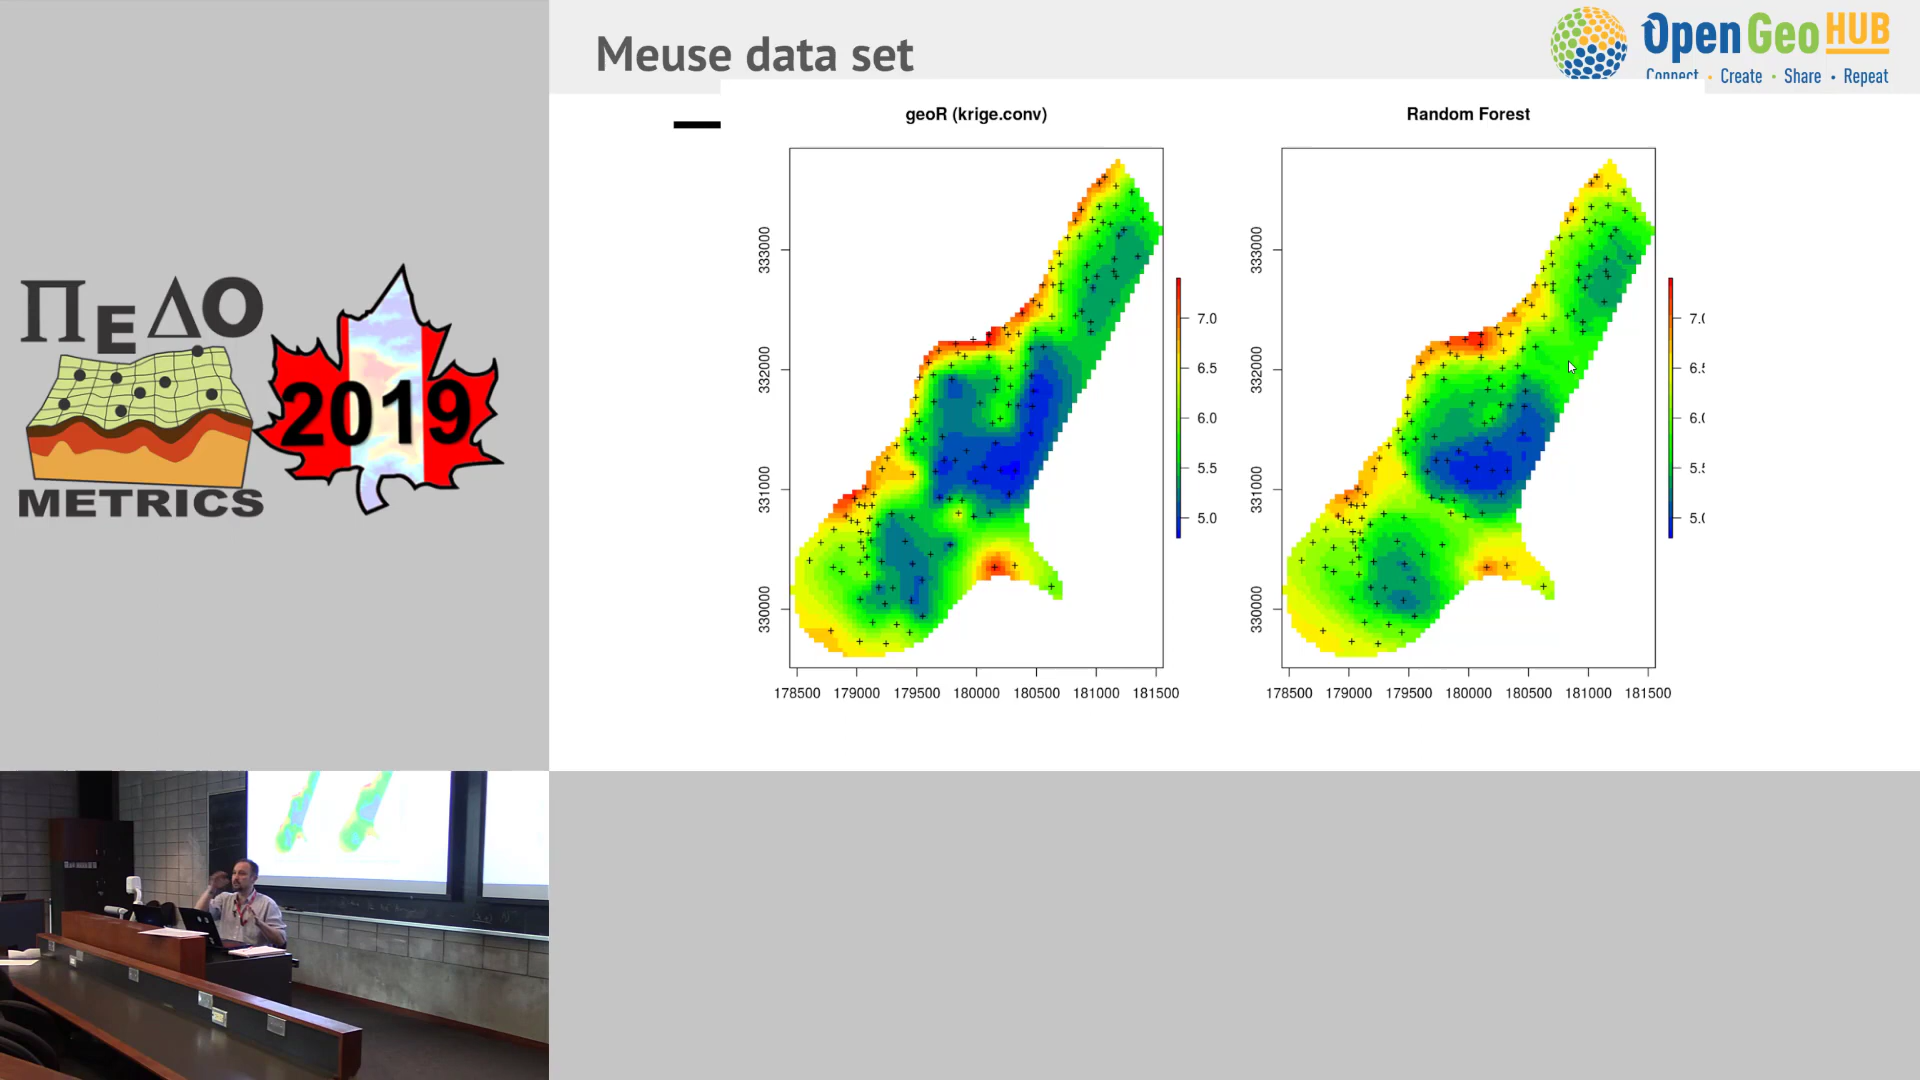 Meuse data set
Open Geo HUB
Connect • Create • Share • Repeat
geoR (krige.conv)
Random Forest
333000
332000
331000
330000
7.0
6.5
6.0
5.5
5.0
178500 179000 179500 180000 180500 181000 181500
333000
332000
331000
330000
7.0
6.5
6.0
5.5
5.0
178500 179000 179500 180000 180500 181000 181500
ΠΕΔΟ
METRICS
2019